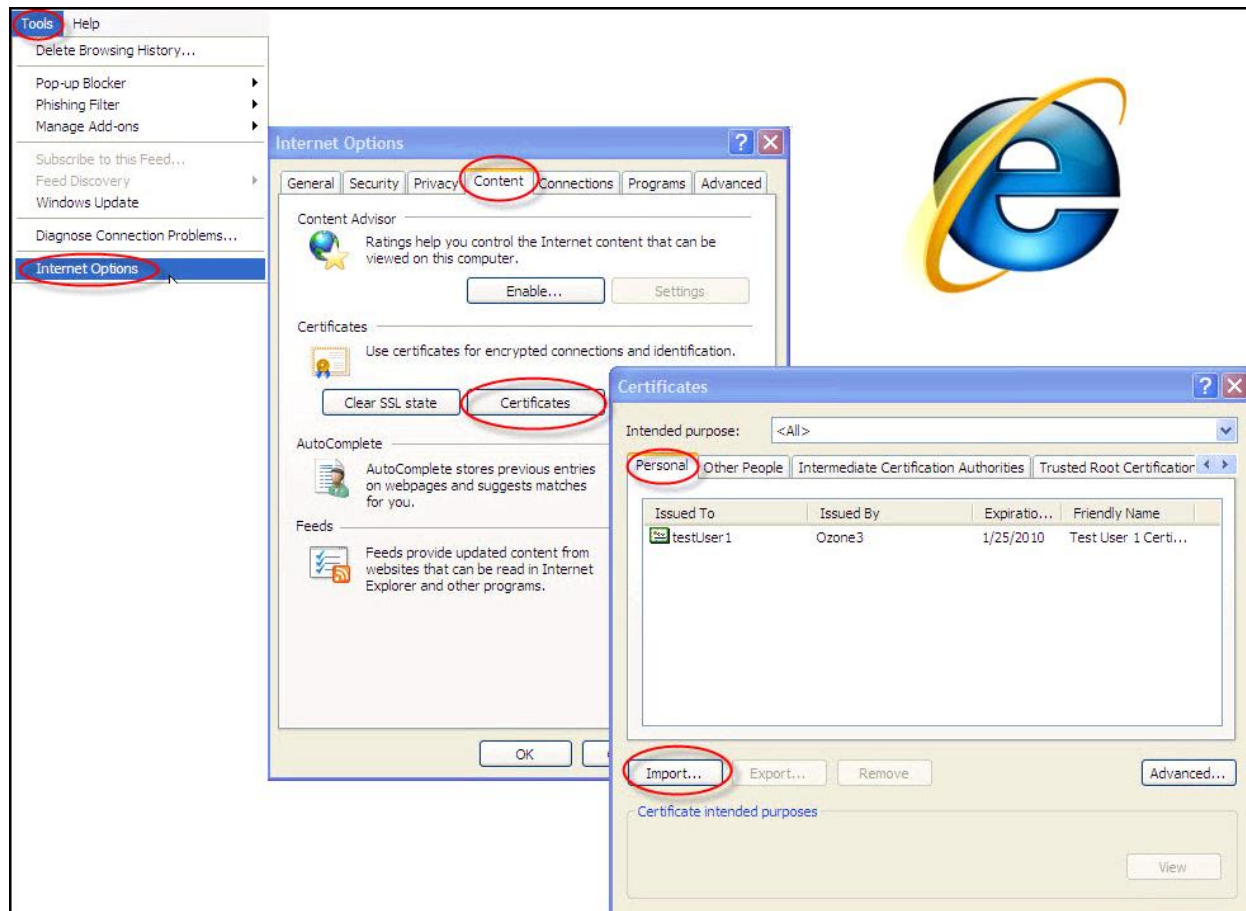 Tools Help
Delete Browsing History...
Pop-up Blocker
Phishing Filter
Manage Add-ons
Subscribe to this Feed...
Feed Discovery
Windows Update
Diagnose Connection Problems...
Internet Options
Internet Options
General Security Privacy Content Connections Programs Advanced
Content Advisor
Ratings help you control the Internet content that can be
viewed on this computer.
Enable... Settings
Certificates
Use certificates for encrypted connections and identification.
Clear SSL state Certificates
AutoComplete
AutoComplete stores previous entries
on webpages and suggests matches
for you.
Feeds
Feeds provide updated content from
websites that can be read in Internet
Explorer and other programs.
OK
Certificates
Intended purpose: <All>
Personal Other People Intermediate Certification Authorities Trusted Root Certification
Issued To Issued By Expiratio... Friendly Name
testUser1 Ozone3 1/25/2010 Test User 1 Certi...
Import... Export... Remove Advanced...
Certificate intended purposes
View